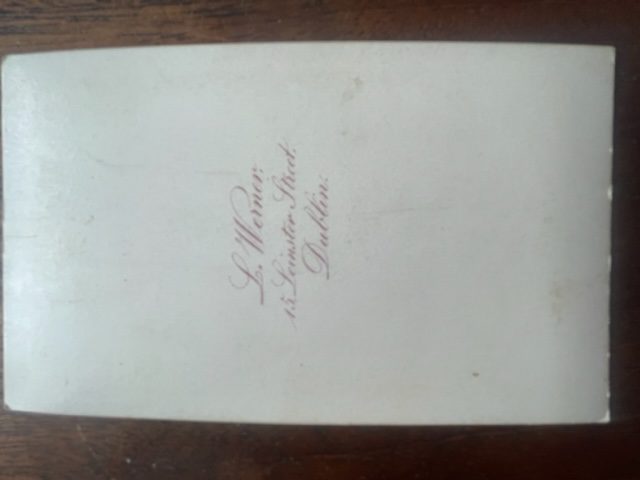 L. Werner,
15, Leinster Street.
Dublin.